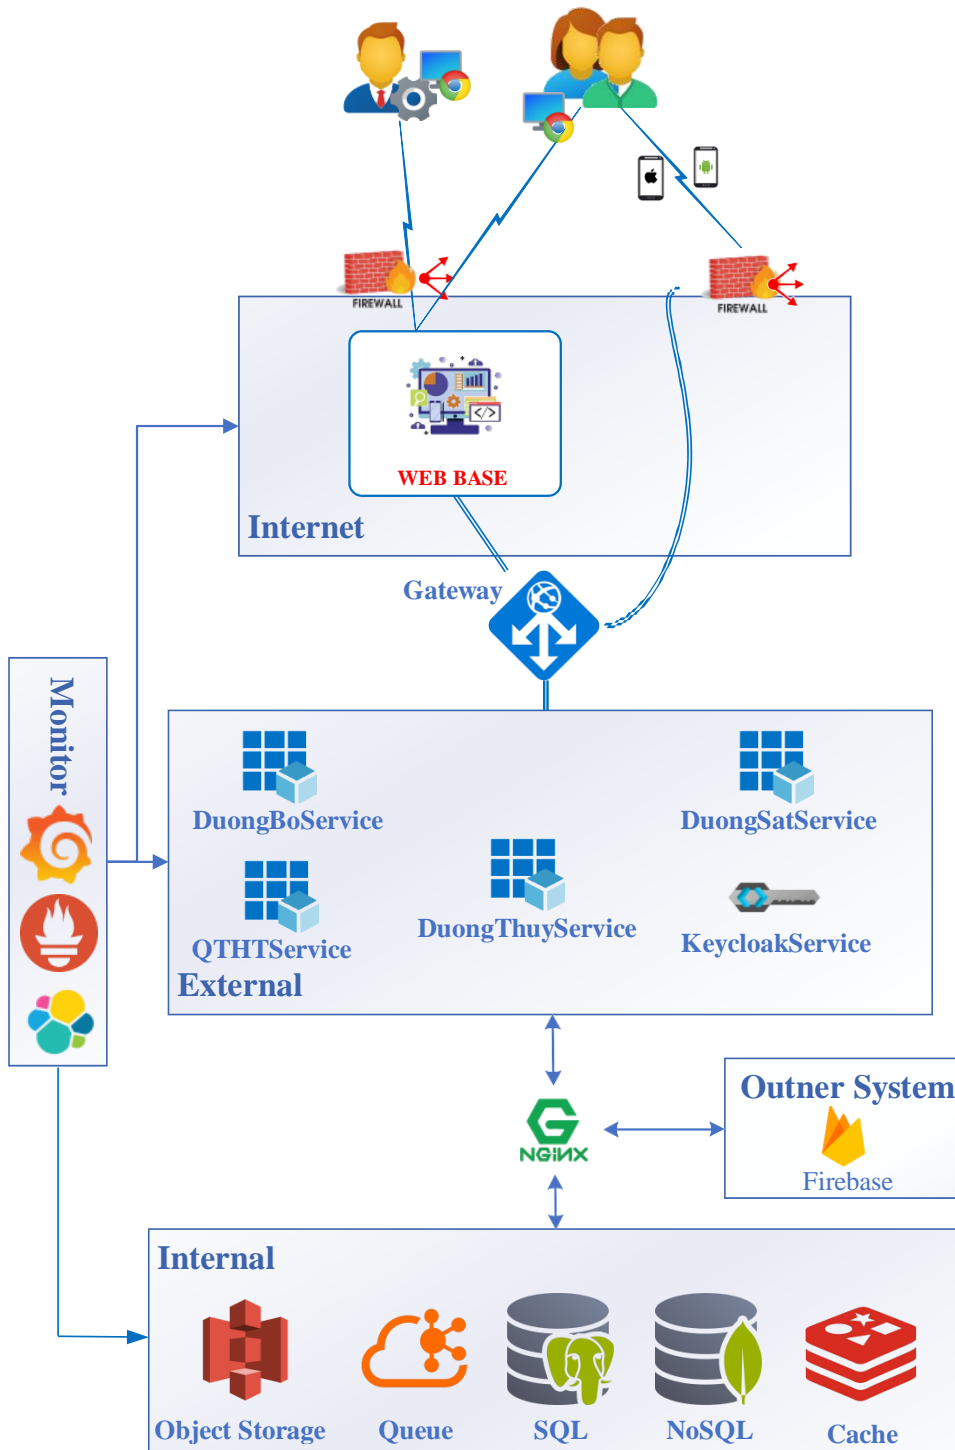 FIREWALL
FIREWALL
</>
WEB BASE
Internet
Gateway
Monitor
DuongBoService
DuongSatService
QTHTService
DuongThuyService
KeycloakService
External
Outner System
Firebase
NGiNX
Internal
Object Storage
Queue
SQL
NoSQL
Cache